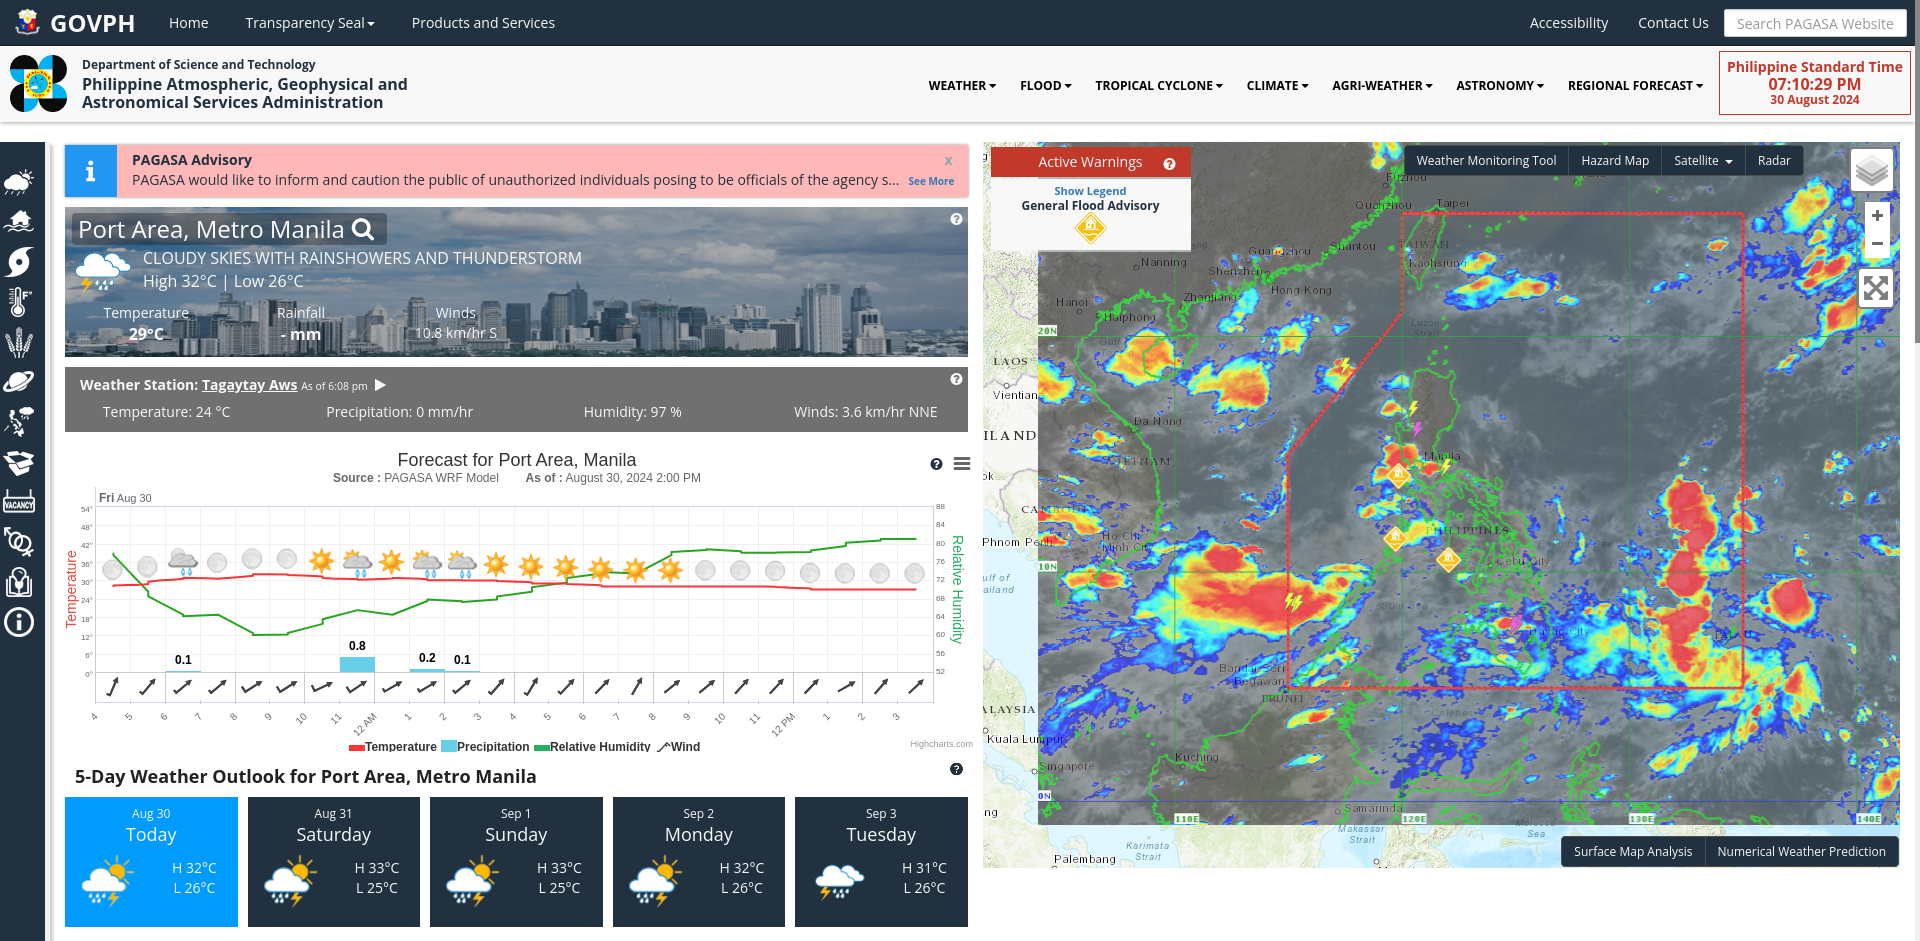 GOVPH
Home
Transparency Seal
Products and Services
Accessibility
Contact Us
Search PAGASA Website
Department of Science and Technology
Philippine Atmospheric, Geophysical and
Astronomical Services Administration
WEATHER
FLOOD
TROPICAL CYCLONE
CLIMATE
AGRI-WEATHER
ASTRONOMY
REGIONAL FORECAST
Philippine Standard Time
07:10:29 PM
30 August 2024
VACANCY
PAGASA Advisory
x
PAGASA would like to inform and caution the public of unauthorized individuals posing to be officials of the agency s... See More
Port Area, Metro Manila
CLOUDY SKIES WITH RAINSHOWERS AND THUNDERSTORM
High 32°C | Low 26°C
Temperature
Rainfall
Winds
29°C
- mm
10.8 km/hr S
Weather Station: Tagaytay Aws As of 6:08 pm
Temperature: 24 °C
Precipitation: 0 mm/hr
Humidity: 97 %
Winds: 3.6 km/hr NNE
Forecast for Port Area, Manila
Source : PAGASA WRF Model As of : August 30, 2024 2:00 PM
Fri Aug 30
Temperature
54°
48°
42°
36°
30°
24°
18°
12°
6°
0°
88
84
80
76
72
68
64
60
56
52
Relative Humidity
0.1
0.8
0.2
0.1
4
5
6
7
8
9
10
11
12 AM
1
2
3
4
5
6
7
8
9
10
11
12 PM
1
2
3
Temperature
Precipitation
Relative Humidity
Wind
Highcharts.com
5-Day Weather Outlook for Port Area, Metro Manila
Aug 30
Today
H 32°C
L 26°C
Aug 31
Saturday
H 33°C
L 25°C
Sep 1
Sunday
H 33°C
L 25°C
Sep 2
Monday
H 32°C
L 26°C
Sep 3
Tuesday
H 31°C
L 26°C
Active Warnings
Show Legend
General Flood Advisory
Weather Monitoring Tool
Hazard Map
Satellite
Radar
+
−
Fuzhou
Quanzhou
Taipei
Guangzhou
Shantou
TAIWAN
Nanning
Shenzhen
Kaohsiung
Hanoi
Zhanjiang
Hong Kong
Haiphong
Luzon
Strait
20N
LAOS
Vientian
Da Nang
ILAND
VIETNAM
Manila
ok
CAMBODIA
PHILIPPINES
Phnom Penh
Ho Chi
Minh City
Cebu City
10N
ulf of
ailand
Sulu Sea
Davao City
PALAU
Bandar Seri
Begawan
BRUNEI
ALAYSIA
Celebes
Kuala Lumpur
Kuching
Singapore
0N
Samarinda
110E
120E
130E
140E
ng
Makassar
Strait
Molucca
Sea
Karimata
Strait
Palembang
Surface Map Analysis
Numerical Weather Prediction